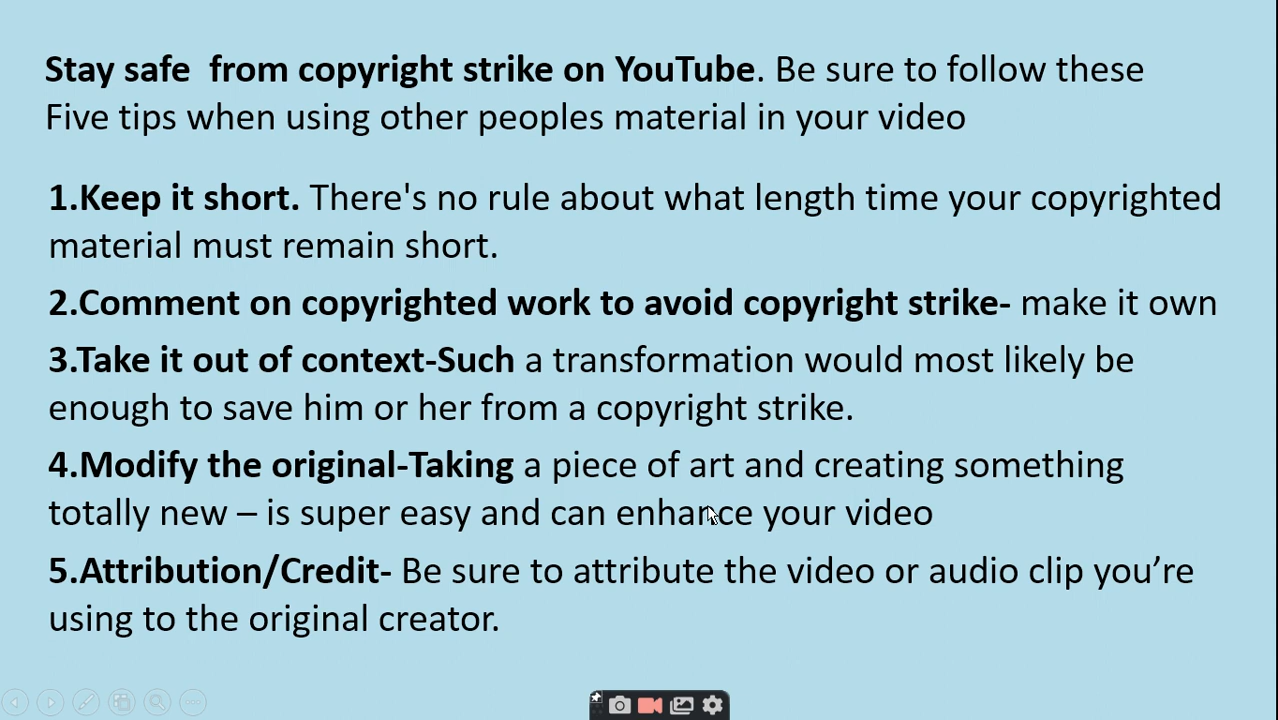 Stay safe  from copyright strike on YouTube. Be sure to follow these
Five tips when using other peoples material in your video
1.Keep it short. There's no rule about what length time your copyrighted
material must remain short.
2.Comment on copyrighted work to avoid copyright strike- make it own
3.Take it out of context-Such a transformation would most likely be
enough to save him or her from a copyright strike.
4.Modify the original-Taking a piece of art and creating something
totally new – is super easy and can enhance your video
5.Attribution/Credit- Be sure to attribute the video or audio clip you’re
using to the original creator.